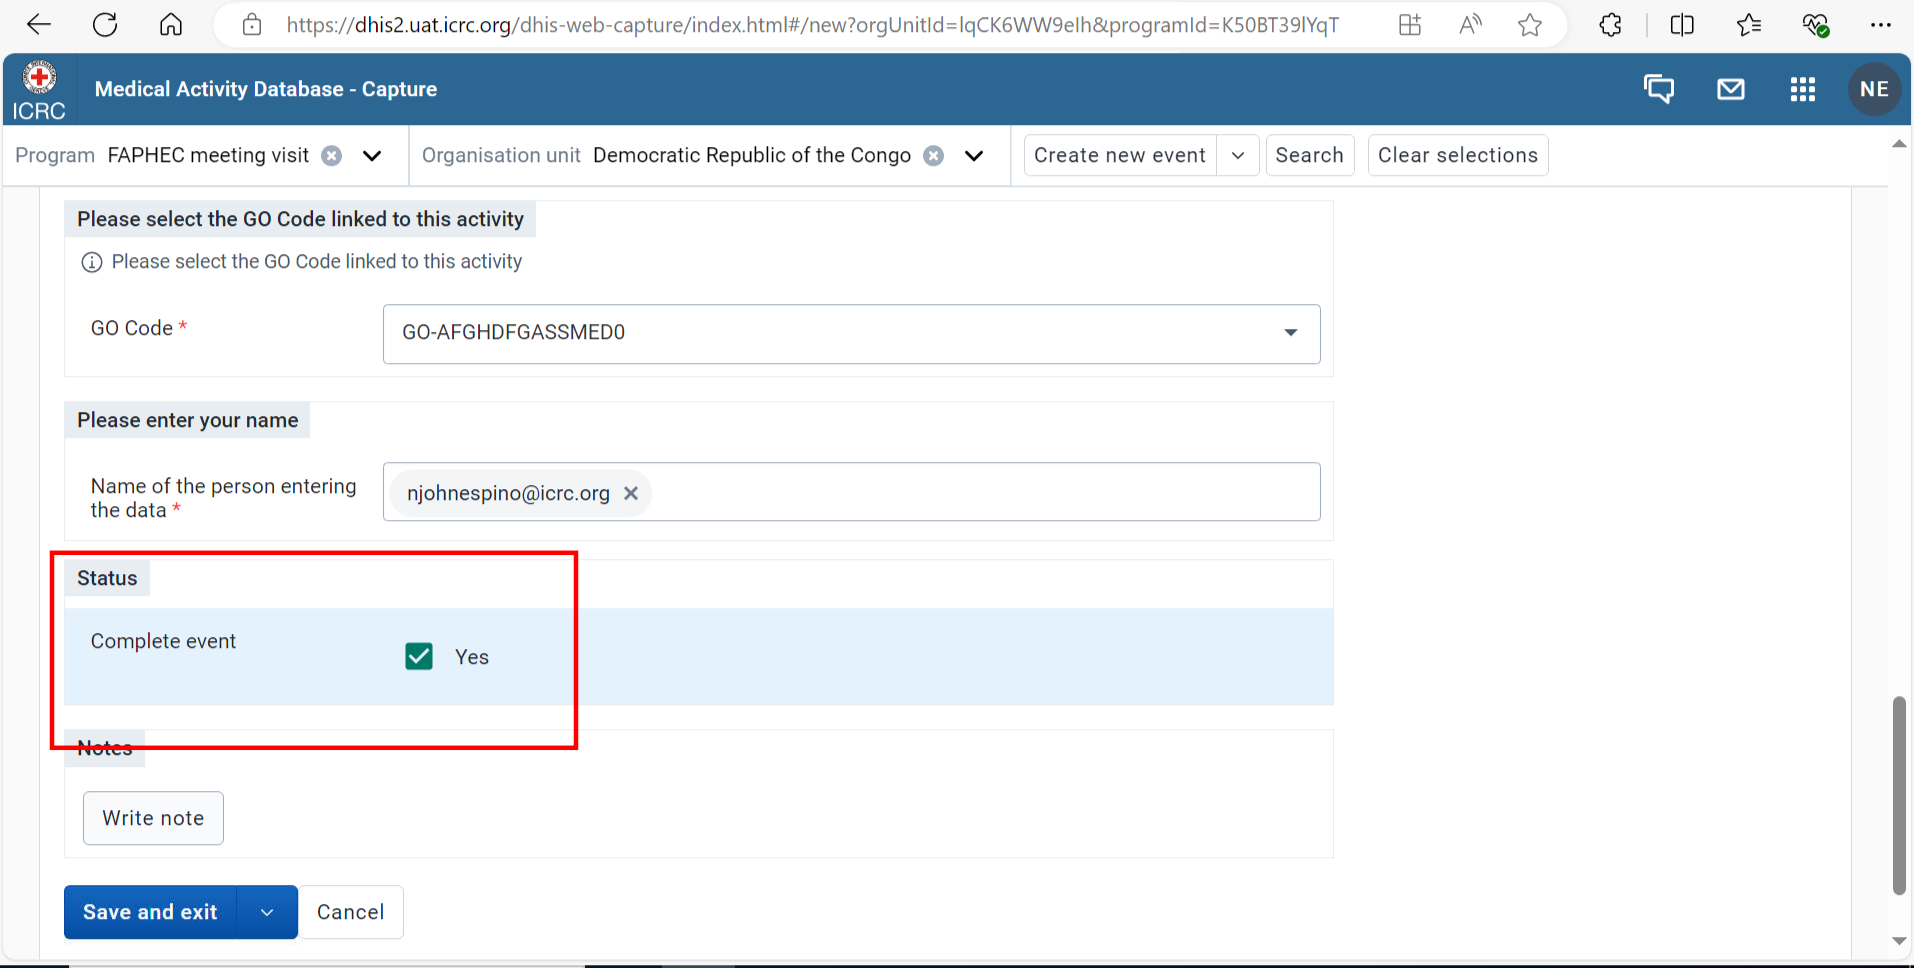 https://dhis2.uat.icrc.org/dhis-web-capture/index.html#/new?orgUnitId=lqCK6WW9eIh&programId=K50BT39lYqT
ICRC
Medical Activity Database - Capture
NE
Program FAPHEC meeting visit
Organisation unit Democratic Republic of the Congo
Create new event
Search
Clear selections
Please select the GO Code linked to this activity
Please select the GO Code linked to this activity
GO Code *
GO-AFGHDFGASSMED0
Please enter your name
Name of the person entering
the data *
njohnespino@icrc.org
Status
Complete event
Yes
Notes
Write note
Save and exit
Cancel